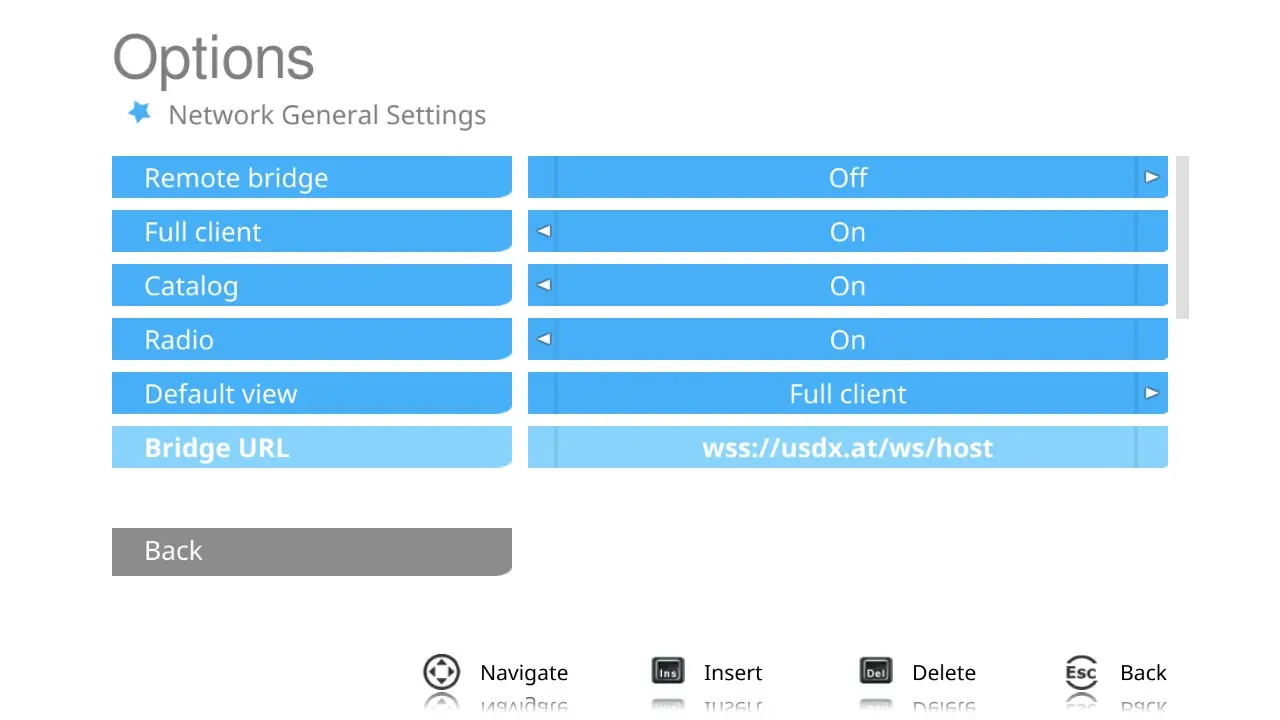 Options
Network General Settings
Remote bridge Off
Full client On
Catalog On
Radio On
Default view Full client
Bridge URL wss://usdx.at/ws/host
Back
Navigate Ins Insert Del Delete Esc Back